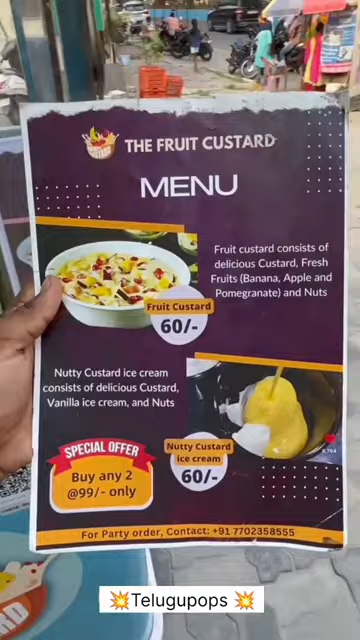 THE FRUIT CUSTARD
MENU
Fruit custard consists of
delicious Custard, Fresh
Fruits (Banana, Apple and
Pomegranate) and Nuts
Fruit Custard
60/-
Nutty Custard ice cream
consists of delicious Custard,
Vanilla ice cream, and Nuts
Nutty Custard
ice cream
60/-
SPECIAL OFFER
Buy any 2
@99/- only
For Party order, Contact: +91 7702358555
💥Telugupops 💥